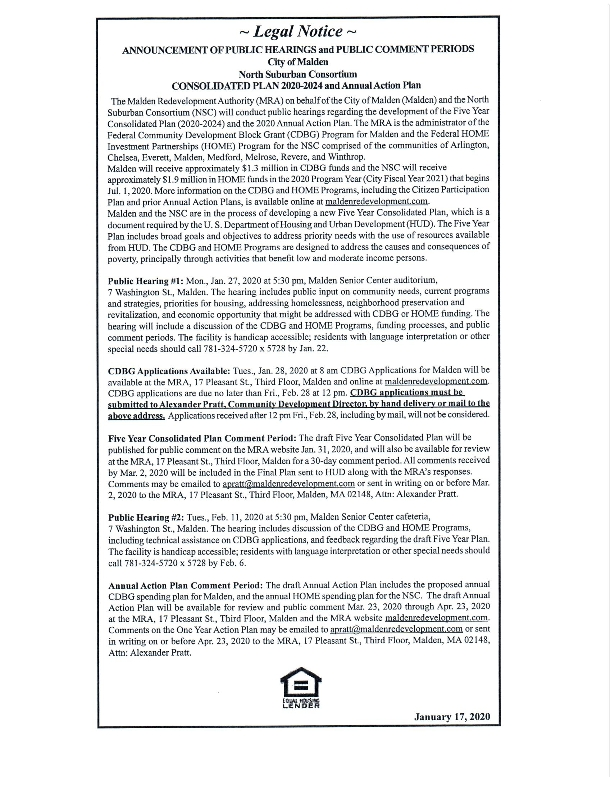 ~ Legal Notice ~
ANNOUNCEMENT OF PUBLIC HEARINGS and PUBLIC COMMENT PERIODS
City of Malden
North Suburban Consortium
CONSOLIDATED PLAN 2020-2024 and Annual Action Plan
The Malden Redevelopment Authority (MRA) on behalf of the City of Malden (Malden) and the North
Suburban Consortium (NSC) will conduct public hearings regarding the development of the Five Year
Consolidated Plan (2020-2024) and the 2020 Annual Action Plan. The MRA is the administrator of the
Federal Community Development Block Grant (CDBG) Program for Malden and the Federal HOME
Investment Partnerships (HOME) Program for the NSC comprised of the communities of Arlington,
Chelsea, Everett, Malden, Medford, Melrose, Revere, and Winthrop.
Malden will receive approximately $1.3 million in CDBG funds and the NSC will receive
approximately $1.9 million in HOME funds in the 2020 Program Year (City Fiscal Year 2021) that begins
Jul. 1, 2020. More information on the CDBG and HOME Programs, including the Citizen Participation
Plan and prior Annual Action Plans, is available online at maldenredevelopment.com.
Malden and the NSC are in the process of developing a new Five Year Consolidated Plan, which is a
document required by the U. S. Department of Housing and Urban Development (HUD). The Five Year
Plan includes broad goals and objectives to address priority needs with the use of resources available
from HUD. The CDBG and HOME Programs are designed to address the causes and consequences of
poverty, principally through activities that benefit low and moderate income persons.
Public Hearing #1: Mon., Jan. 27, 2020 at 5:30 pm, Malden Senior Center auditorium,
7 Washington St., Malden. The hearing includes public input on community needs, current programs
and strategies, priorities for housing, addressing homelessness, neighborhood preservation and
revitalization, and economic opportunity that might be addressed with CDBG or HOME funding. The
hearing will include a discussion of the CDBG and HOME Programs, funding processes, and public
comment periods. The facility is handicap accessible; residents with language interpretation or other
special needs should call 781-324-5720 x 5728 by Jan. 22.
CDBG Applications Available: Tues., Jan. 28, 2020 at 8 am CDBG Applications for Malden will be
available at the MRA, 17 Pleasant St., Third Floor, Malden and online at maldenredevelopment.com.
CDBG applications are due no later than Fri., Feb. 28 at 12 pm. CDBG applications must be
submitted to Alexander Pratt, Community Development Director, by hand delivery or mail to the
above address. Applications received after 12 pm Fri., Feb. 28, including by mail, will not be considered.
Five Year Consolidated Plan Comment Period: The draft Five Year Consolidated Plan will be
published for public comment on the MRA website Jan. 31, 2020, and will also be available for review
at the MRA, 17 Pleasant St., Third Floor, Malden for a 30-day comment period. All comments received
by Mar. 2, 2020 will be included in the Final Plan sent to HUD along with the MRA's responses.
Comments may be emailed to apratt@maldenredevelopment.com or sent in writing on or before Mar.
2, 2020 to the MRA, 17 Pleasant St., Third Floor, Malden, MA 02148, Attn: Alexander Pratt.
Public Hearing #2: Tues., Feb. 11, 2020 at 5:30 pm, Malden Senior Center cafeteria,
7 Washington St., Malden. The hearing includes discussion of the CDBG and HOME Programs,
including technical assistance on CDBG applications, and feedback regarding the draft Five Year Plan.
The facility is handicap accessible; residents with language interpretation or other special needs should
call 781-324-5720 x 5728 by Feb. 6.
Annual Action Plan Comment Period: The draft Annual Action Plan includes the proposed annual
CDBG spending plan for Malden, and the annual HOME spending plan for the NSC. The draft Annual
Action Plan will be available for review and public comment Mar. 23, 2020 through Apr. 23, 2020
at the MRA, 17 Pleasant St., Third Floor, Malden and the MRA website maldenredevelopment.com.
Comments on the One Year Action Plan may be emailed to apratt@maldenredevelopment.com or sent
in writing on or before Apr. 23, 2020 to the MRA, 17 Pleasant St., Third Floor, Malden, MA 02148,
Attn: Alexander Pratt.
EQUAL HOUSING
LENDER
January 17, 2020